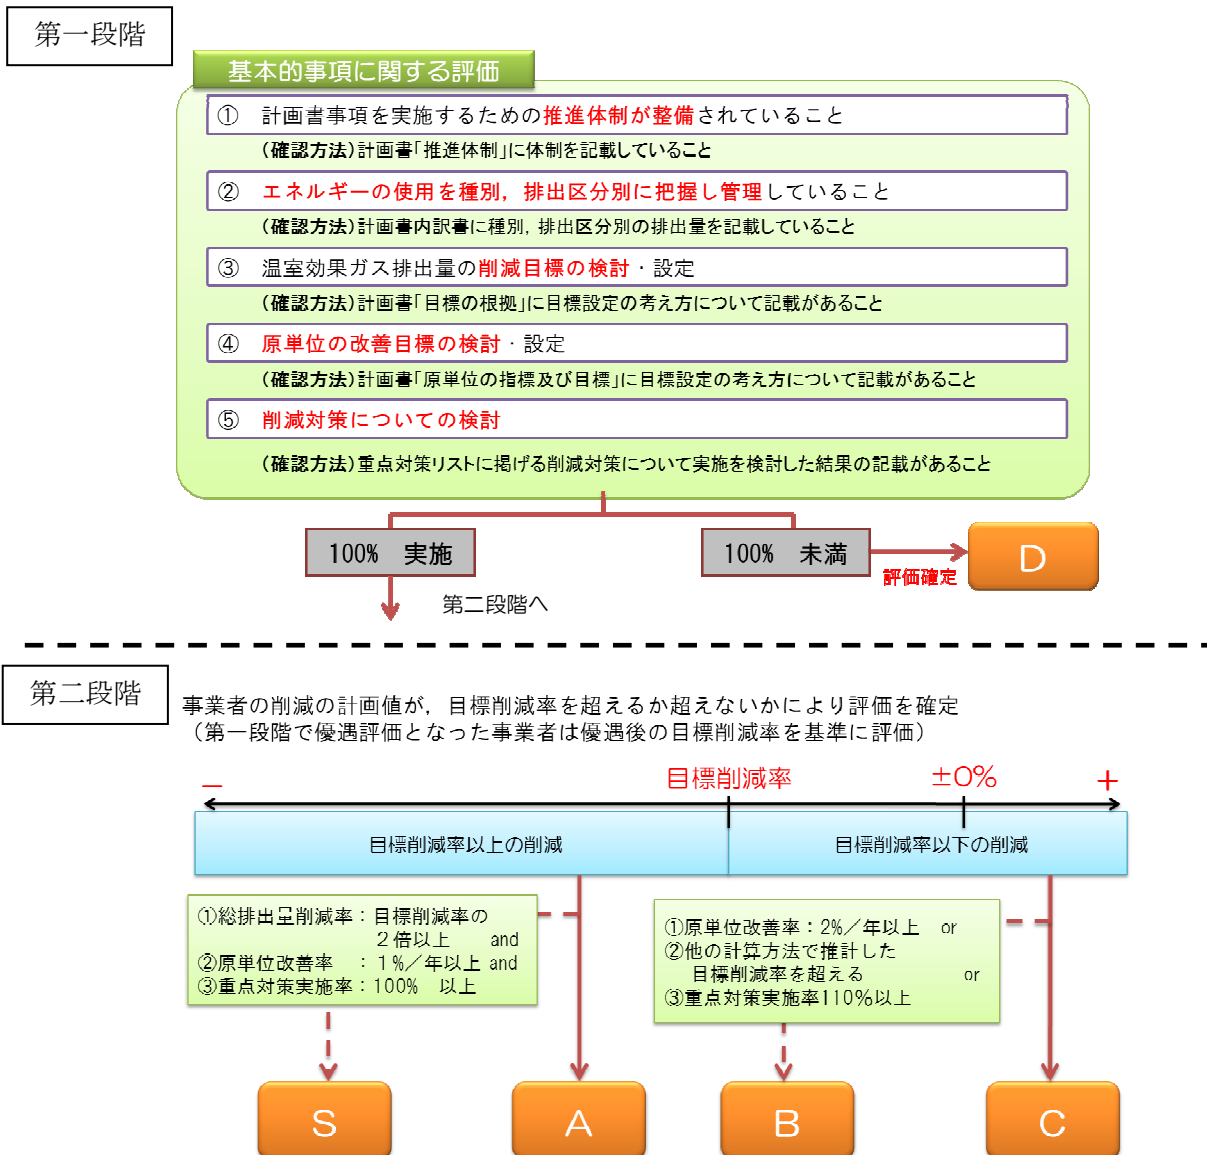 第一段階
基本的事項に関する評価
① 計画書事項を実施するための推進体制が整備されていること
(確認方法)計画書「推進体制」に体制を記載していること
② エネルギーの使用を種別，排出区分別に把握し管理していること
(確認方法)計画書内訳書に種別，排出区分別の排出量を記載していること
③ 温室効果ガス排出量の削減目標の検討・設定
(確認方法)計画書「目標の根拠」に目標設定の考え方について記載があること
④ 原単位の改善目標の検討・設定
(確認方法)計画書「原単位の指標及び目標」に目標設定の考え方について記載があること
⑤ 削減対策についての検討
(確認方法)重点対策リストに掲げる削減対策について実施を検討した結果の記載があること
100% 実施
100% 未満
評価確定
D
第二段階へ
第二段階
事業者の削減の計画値が，目標削減率を超えるか超えないかにより評価を確定
（第一段階で優遇評価となった事業者は優遇後の目標削減率を基準に評価）
− 目標削減率 ±0% +
目標削減率以上の削減
目標削減率以下の削減
①総排出量削減率：目標削減率の
２倍以上 and
②原単位改善率 ：１%／年以上 and
③重点対策実施率：100% 以上
①原単位改善率：2%／年以上 or
②他の計算方法で推計した
目標削減率を超える or
③重点対策実施率110%以上
S
A
B
C